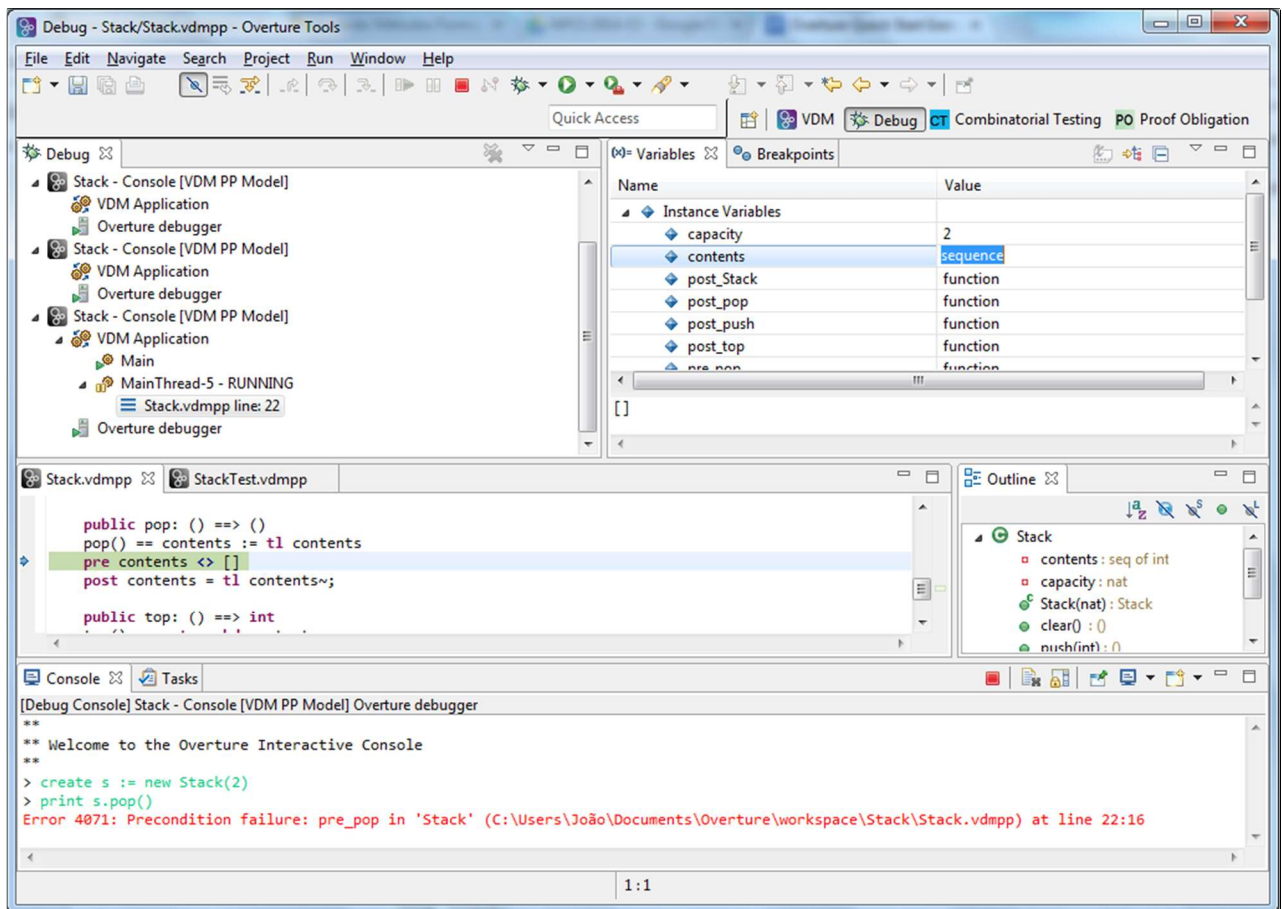 Debug - Stack/Stack.vdmpp - Overture Tools
File Edit Navigate Search Project Run Window Help
Quick Access
VDM Debug CT Combinatorial Testing PO Proof Obligation
Debug
Stack - Console [VDM PP Model]
VDM Application
Overture debugger
Stack - Console [VDM PP Model]
VDM Application
Overture debugger
Stack - Console [VDM PP Model]
VDM Application
Main
MainThread-5 - RUNNING
Stack.vdmpp line: 22
Overture debugger
(x)= Variables Breakpoints
Name Value
Instance Variables
capacity 2
contents sequence
post_Stack function
post_pop function
post_push function
post_top function
pre_pop function
[]
Stack.vdmpp StackTest.vdmpp
public pop: () ==> ()
pop() == contents := tl contents
pre contents <> []
post contents = tl contents~;
public top: () ==> int
Outline
Stack
contents : seq of int
capacity : nat
Stack(nat) : Stack
clear() : ()
push(int) : ()
Console Tasks
[Debug Console] Stack - Console [VDM PP Model] Overture debugger
**
** Welcome to the Overture Interactive Console
**
> create s := new Stack(2)
> print s.pop()
Error 4071: Precondition failure: pre_pop in 'Stack' (C:\Users\João\Documents\Overture\workspace\Stack\Stack.vdmpp) at line 22:16
1:1